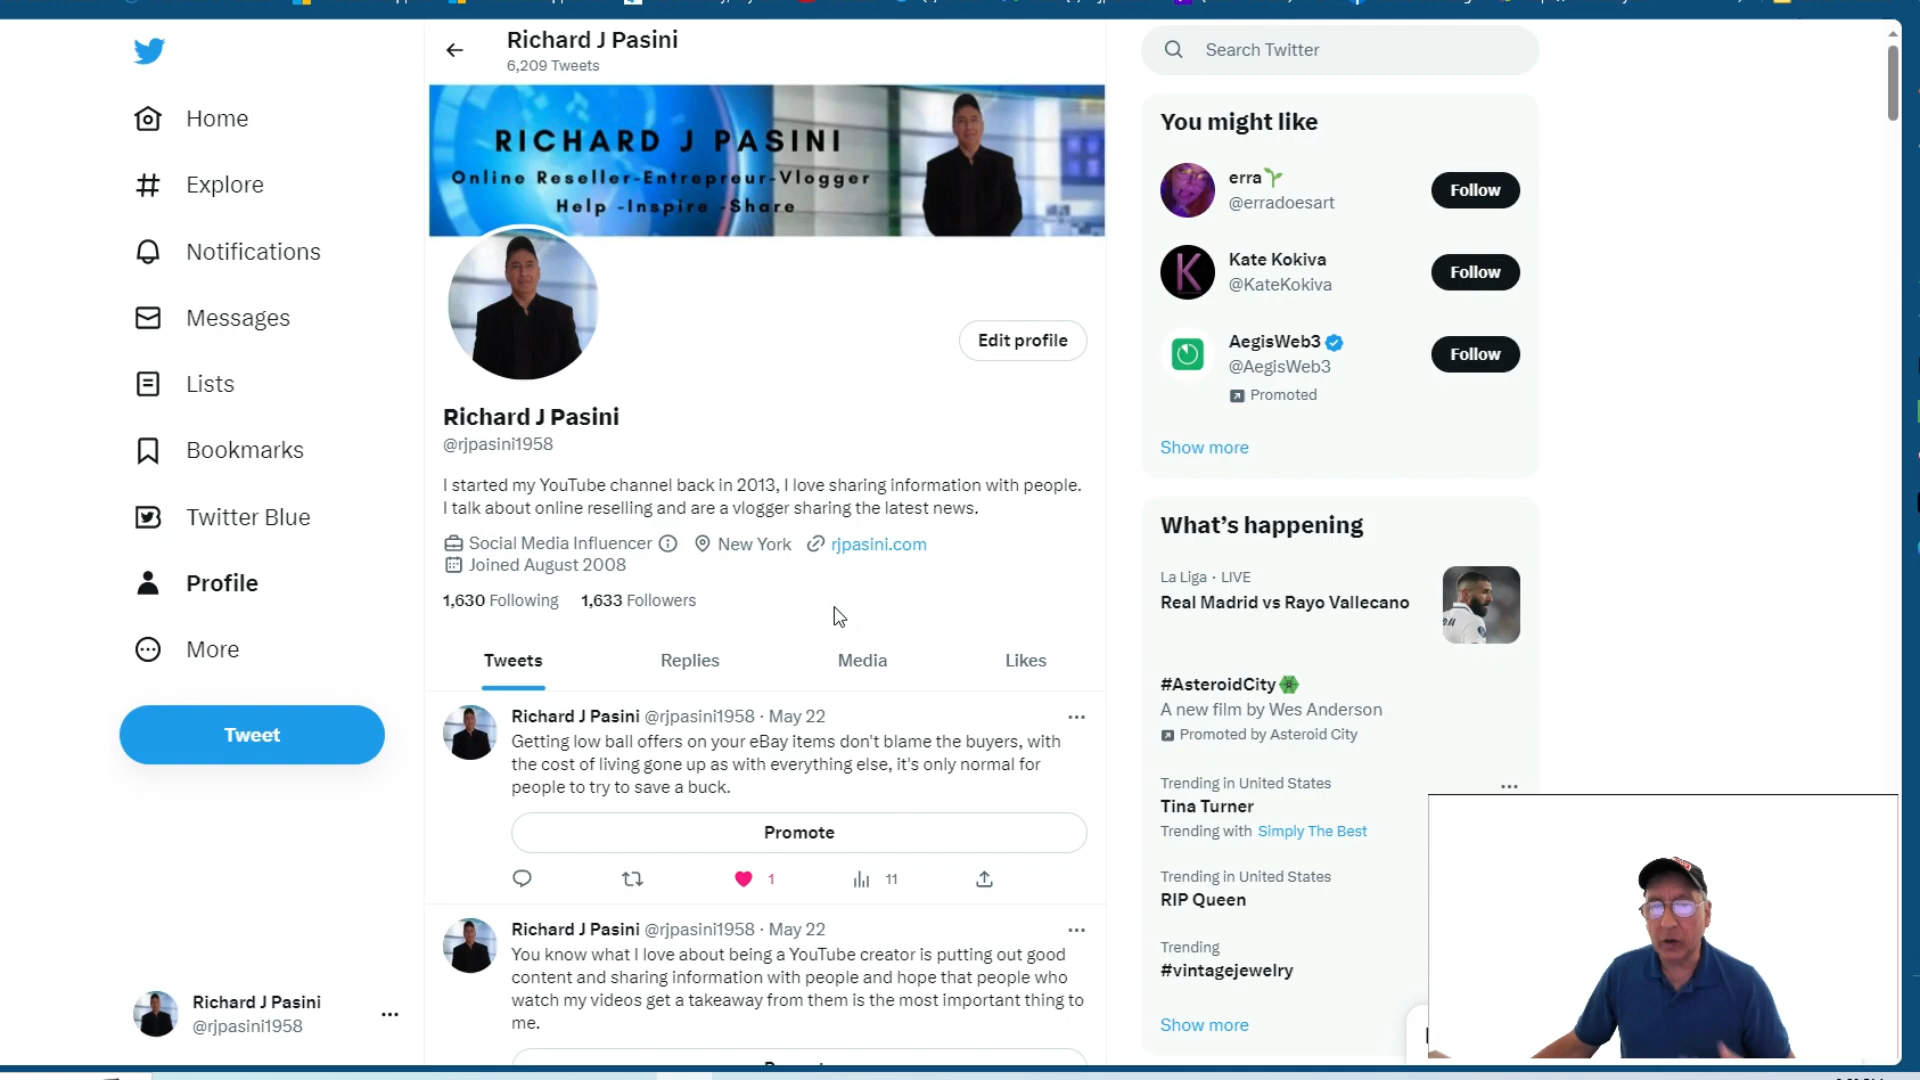 Home
Explore
Notifications
Messages
Lists
Bookmarks
Twitter Blue
Profile
More
Tweet
Richard J Pasini
@rjpasini1958
Richard J Pasini
6,209 Tweets
RICHARD J PASINI
Online Reseller-Entrepreur-Vlogger
Help -Inspire -Share
Edit profile
Richard J Pasini
@rjpasini1958
I started my YouTube channel back in 2013, I love sharing information with people.
I talk about online reselling and are a vlogger sharing the latest news.
Social Media Influencer New York rjpasini.com
Joined August 2008
1,630 Following 1,633 Followers
Tweets Replies Media Likes
Richard J Pasini @rjpasini1958 · May 22
Getting low ball offers on your eBay items don't blame the buyers, with
the cost of living gone up as with everything else, it's only normal for
people to try to save a buck.
Promote
1 11
Richard J Pasini @rjpasini1958 · May 22
You know what I love about being a YouTube creator is putting out good
content and sharing information with people and hope that people who
watch my videos get a takeaway from them is the most important thing to
me.
Search Twitter
You might like
erra
@erradoesart
Follow
K
Kate Kokiva
@KateKokiva
Follow
AegisWeb3
@AegisWeb3
Promoted
Follow
Show more
What's happening
La Liga · LIVE
Real Madrid vs Rayo Vallecano
#AsteroidCity
A new film by Wes Anderson
Promoted by Asteroid City
Trending in United States
Tina Turner
Trending with Simply The Best
Trending in United States
RIP Queen
Trending
#vintagejewelry
Show more